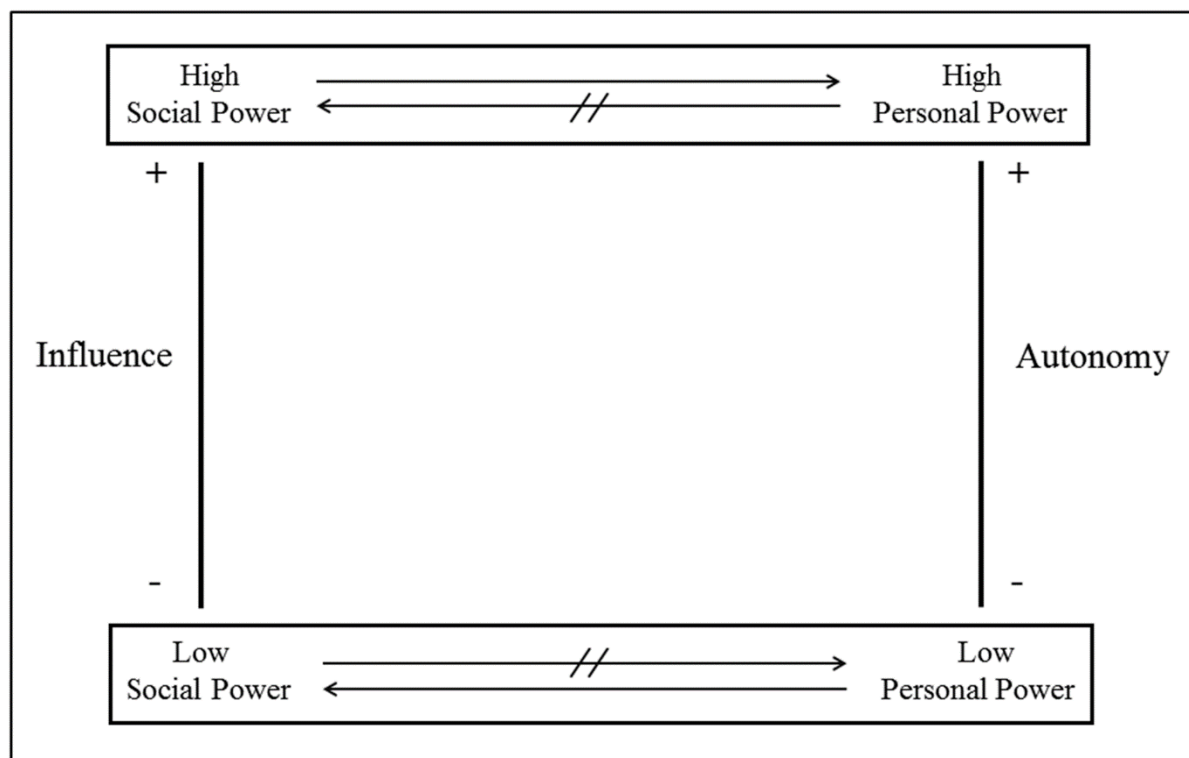 High
Social Power
High
Personal Power
+
+
Influence
Autonomy
-
-
Low
Social Power
Low
Personal Power